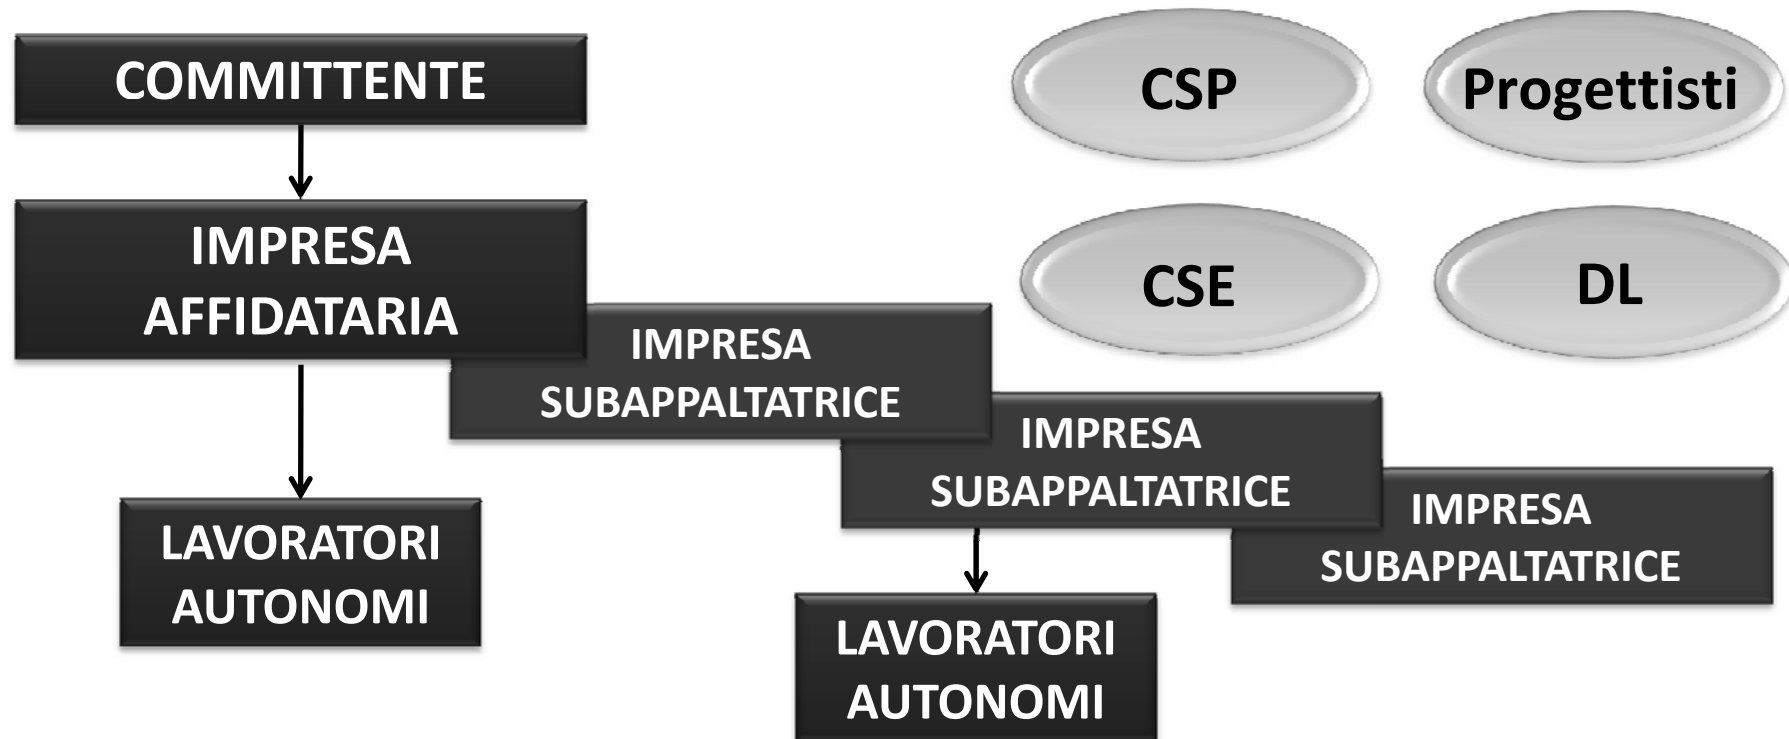 COMMITTENTE
CSP
Progettisti
IMPRESA
AFFIDATARIA
CSE
DL
IMPRESA
SUBAPPALTATRICE
IMPRESA
SUBAPPALTATRICE
IMPRESA
SUBAPPALTATRICE
LAVORATORI
AUTONOMI
LAVORATORI
AUTONOMI